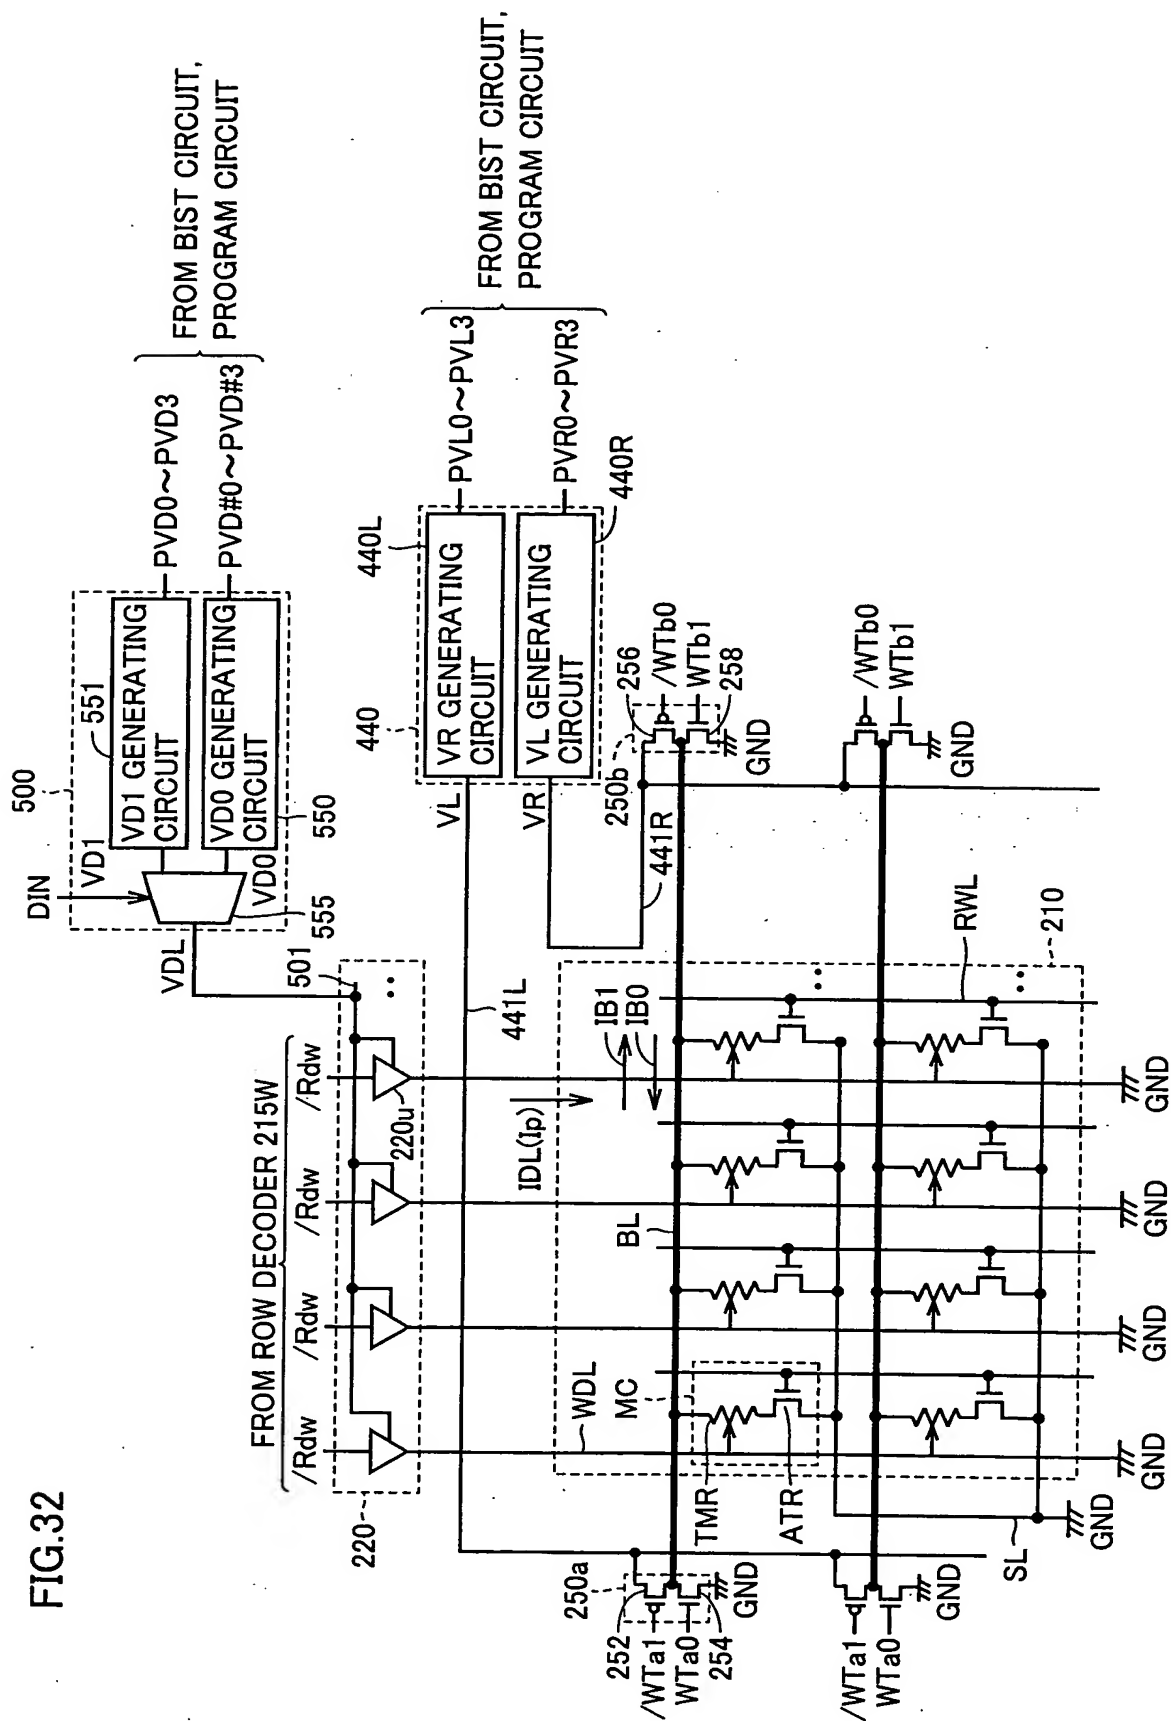 FIG.32
DIN
500
VD1
551
VD1 GENERATING
CIRCUIT
PVD0~PVD3
VD0 GENERATING
CIRCUIT
PVD#0~PVD#3
FROM BIST CIRCUIT,
PROGRAM CIRCUIT
VDL
555
VD0
550
FROM ROW DECODER 215W
/Rdw
/Rdw
/Rdw
/Rdw
501
220
220u
440
440L
VL
VR GENERATING
CIRCUIT
PVL0~PVL3
VR
VL GENERATING
CIRCUIT
PVR0~PVR3
440R
FROM BIST CIRCUIT,
PROGRAM CIRCUIT
441L
441R
IDL(Ip)
IB1
IB0
WDL
MC
BL
RWL
210
TMR
ATR
SL
GND
GND
GND
GND
GND
250a
252
/WTa1
WTa0
254
GND
/WTa1
WTa0
GND
250b
256
/WTb0
WTb1
258
GND
/WTb0
WTb1
GND